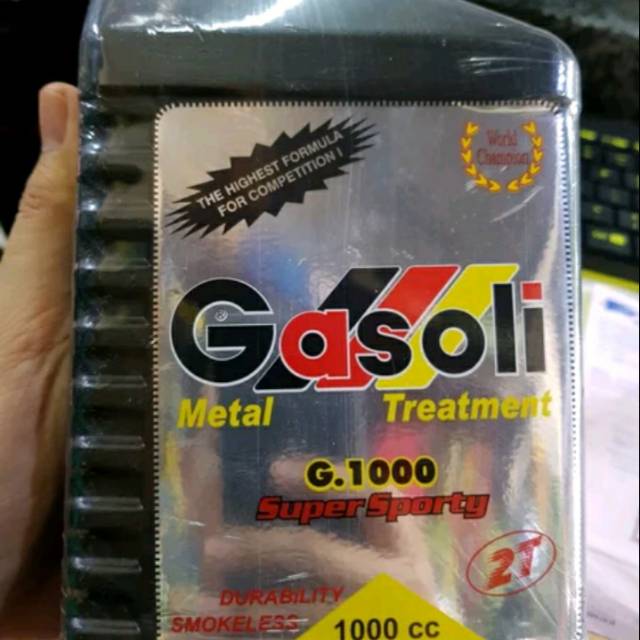 THE HIGHEST FORMULA
FOR COMPETITION !
World
Champion
Gasoli
®
Metal Treatment
G.1000
Super Sporty
2T
DURABILITY
SMOKELESS
1000 cc